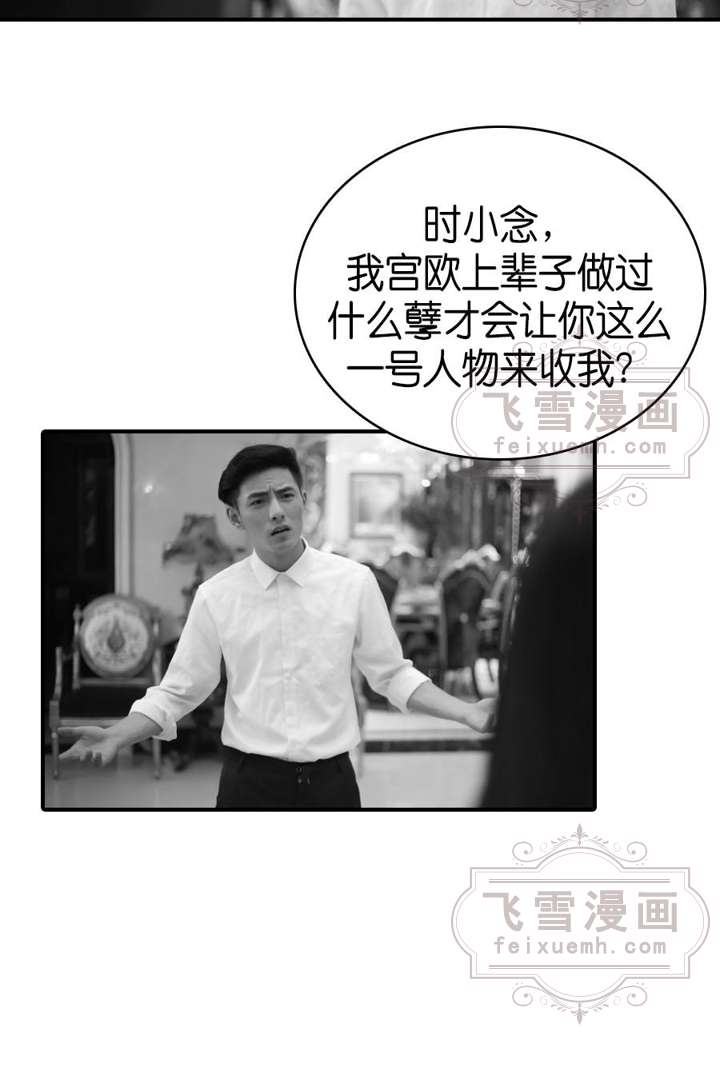 时小念，
我宫欧上辈子做过
什么孽才会让你这么
一号人物来收我？
飞雪漫画
feixuemh.com
飞雪漫画
feixuemh.com